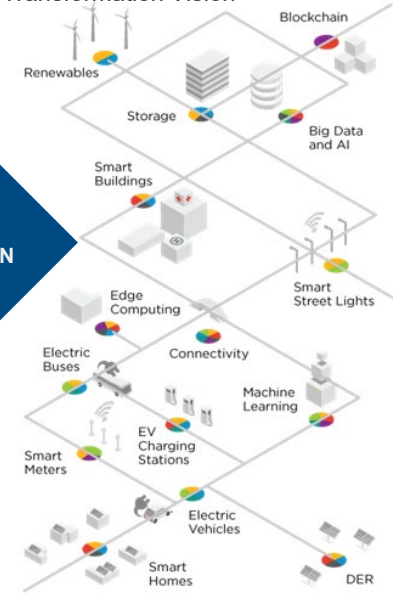 Transformation Vision
Blockchain
Renewables
Storage
Big Data
and AI
Smart
Buildings
N
Smart
Street Lights
Edge
Computing
Connectivity
Electric
Buses
Machine
Learning
EV
Charging
Stations
Smart
Meters
Electric
Vehicles
Smart
Homes
DER